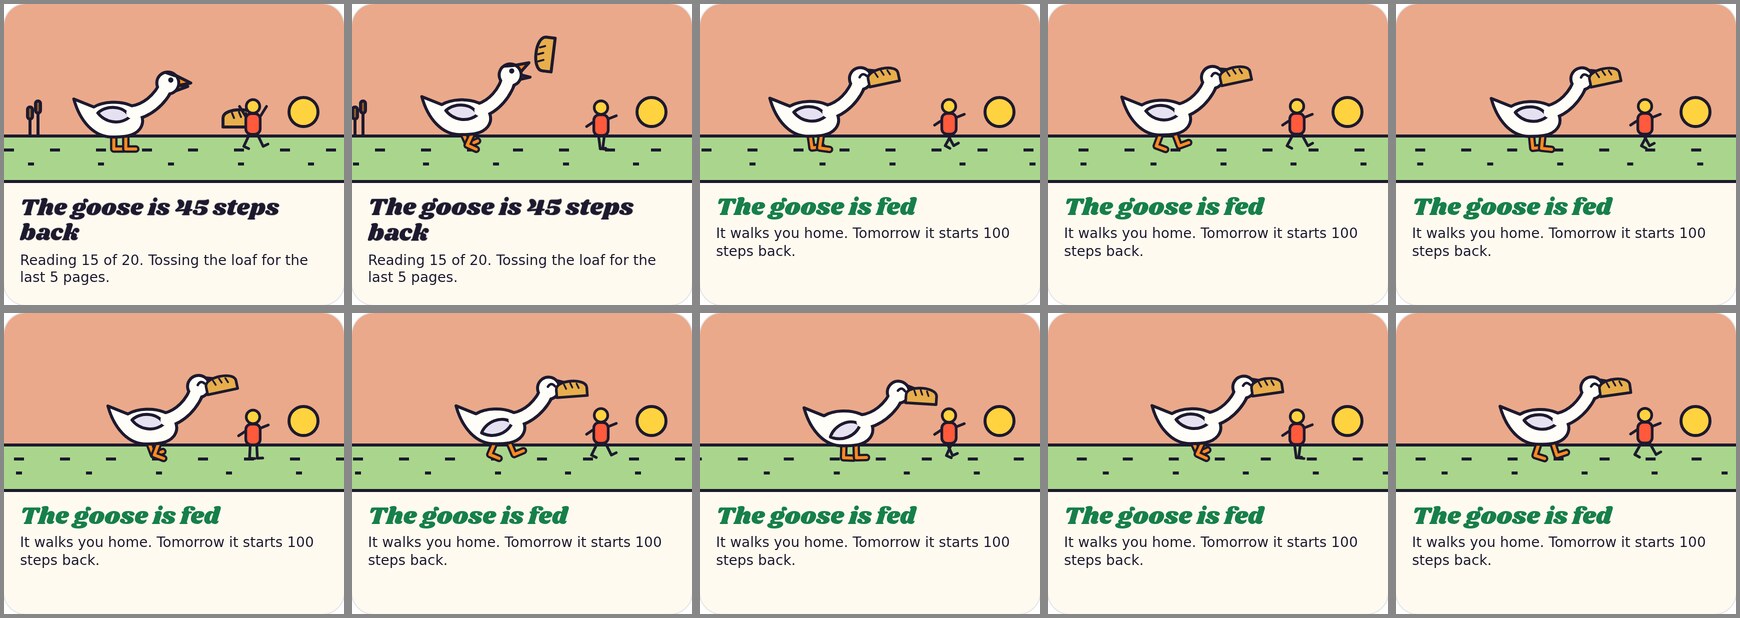 The goose is 45 steps
back
Reading 15 of 20. Tossing the loaf for the
last 5 pages.
The goose is 45 steps
back
Reading 15 of 20. Tossing the loaf for the
last 5 pages.
The goose is fed
It walks you home. Tomorrow it starts 100
steps back.
The goose is fed
It walks you home. Tomorrow it starts 100
steps back.
The goose is fed
It walks you home. Tomorrow it starts 100
steps back.
The goose is fed
It walks you home. Tomorrow it starts 100
steps back.
The goose is fed
It walks you home. Tomorrow it starts 100
steps back.
The goose is fed
It walks you home. Tomorrow it starts 100
steps back.
The goose is fed
It walks you home. Tomorrow it starts 100
steps back.
The goose is fed
It walks you home. Tomorrow it starts 100
steps back.